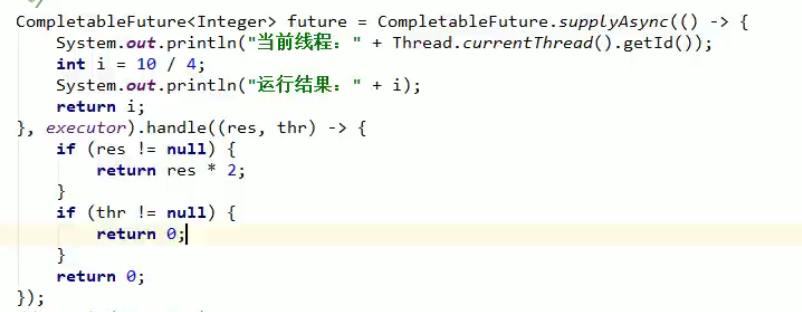 */
CompletableFuture<Integer> future = CompletableFuture.supplyAsync(() -> {
    System.out.println("当前线程：" + Thread.currentThread().getId());
    int i = 10 / 4;
    System.out.println("运行结果：" + i);
    return i;
}, executor).handle((res, thr) -> {
    if (res != null) {
        return res * 2;
    }
    if (thr != null) {
        return 0;
    }
    return 0;
});